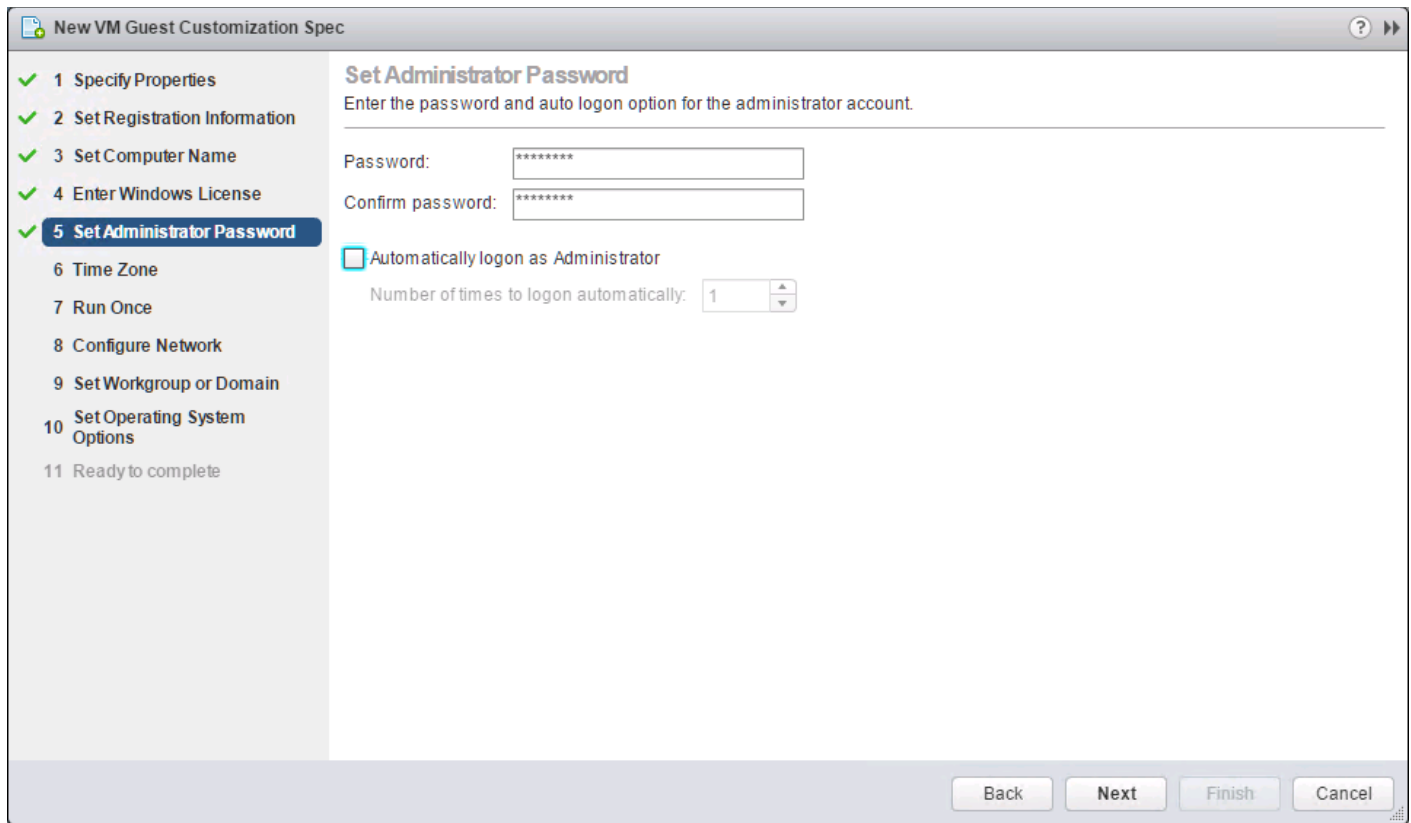 New VM Guest Customization Spec
?
1 Specify Properties
2 Set Registration Information
3 Set Computer Name
4 Enter Windows License
5 Set Administrator Password
6 Time Zone
7 Run Once
8 Configure Network
9 Set Workgroup or Domain
10 Set Operating System
Options
11 Ready to complete
Set Administrator Password
Enter the password and auto logon option for the administrator account.
Password: ********
Confirm password: ********
Automatically logon as Administrator
Number of times to logon automatically: 1
Back Next Finish Cancel